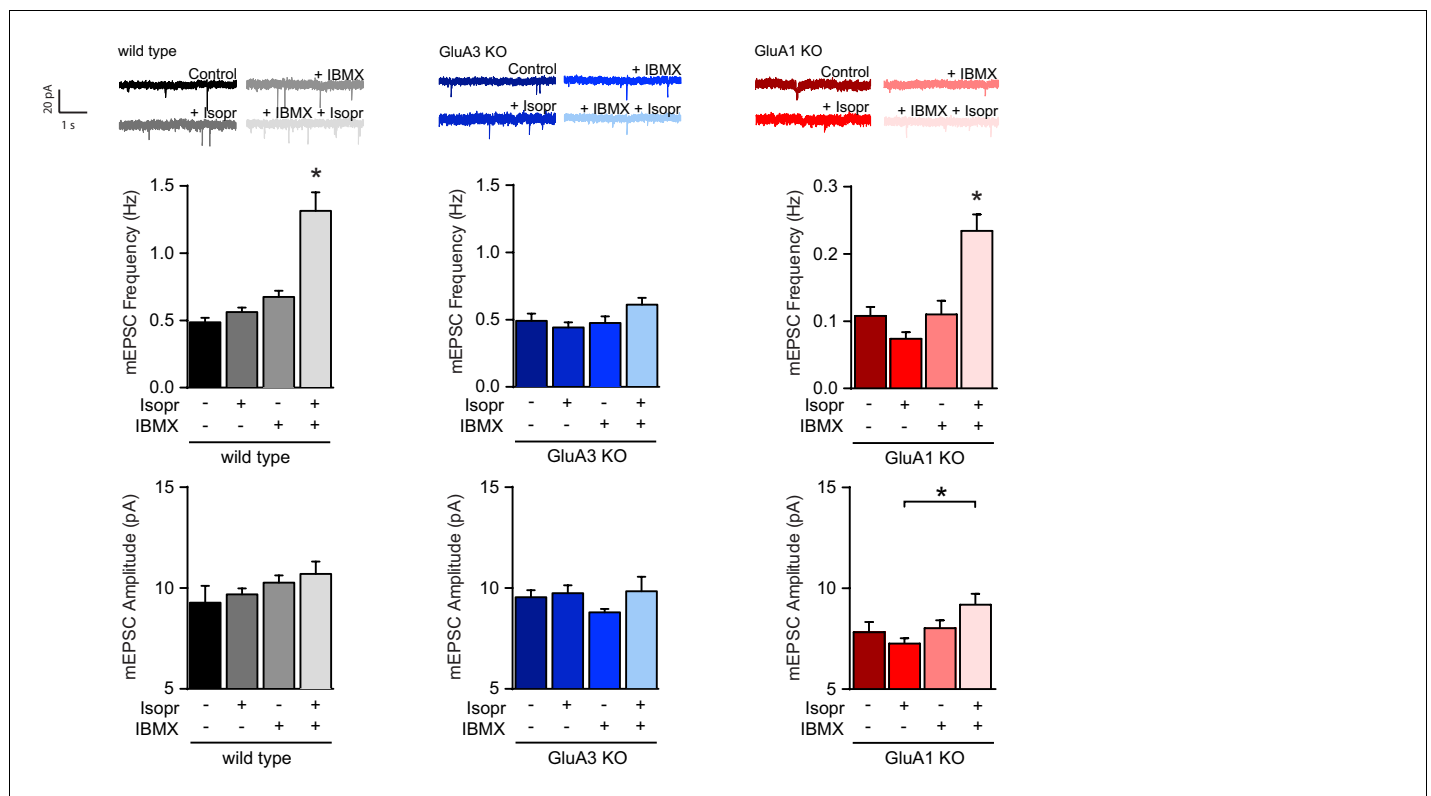 wild type
Control
+ IBMX
+ Isopr
+ IBMX + Isopr
20 pA
1 s
GluA3 KO
Control
+ IBMX
+ Isopr
+ IBMX + Isopr
GluA1 KO
Control
+ IBMX
+ Isopr
+ IBMX + Isopr
mEPSC Frequency (Hz)
1.5
1.0
0.5
0.0
*
Isopr - + - +
IBMX - - + +
wild type
mEPSC Frequency (Hz)
1.5
1.0
0.5
0.0
Isopr - + - +
IBMX - - + +
GluA3 KO
mEPSC Frequency (Hz)
0.3
0.2
0.1
0.0
*
Isopr - + - +
IBMX - - + +
GluA1 KO
mEPSC Amplitude (pA)
15
10
5
Isopr - + - +
IBMX - - + +
wild type
mEPSC Amplitude (pA)
15
10
5
Isopr - + - +
IBMX - - + +
GluA3 KO
mEPSC Amplitude (pA)
15
10
5
*
Isopr - + - +
IBMX - - + +
GluA1 KO